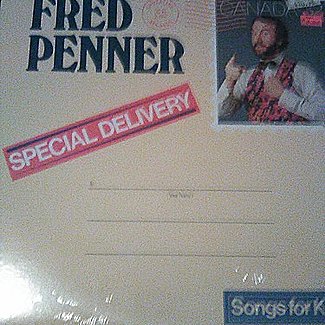 FRED
PENNER
CANADA
SPECIAL DELIVERY
Songs for K